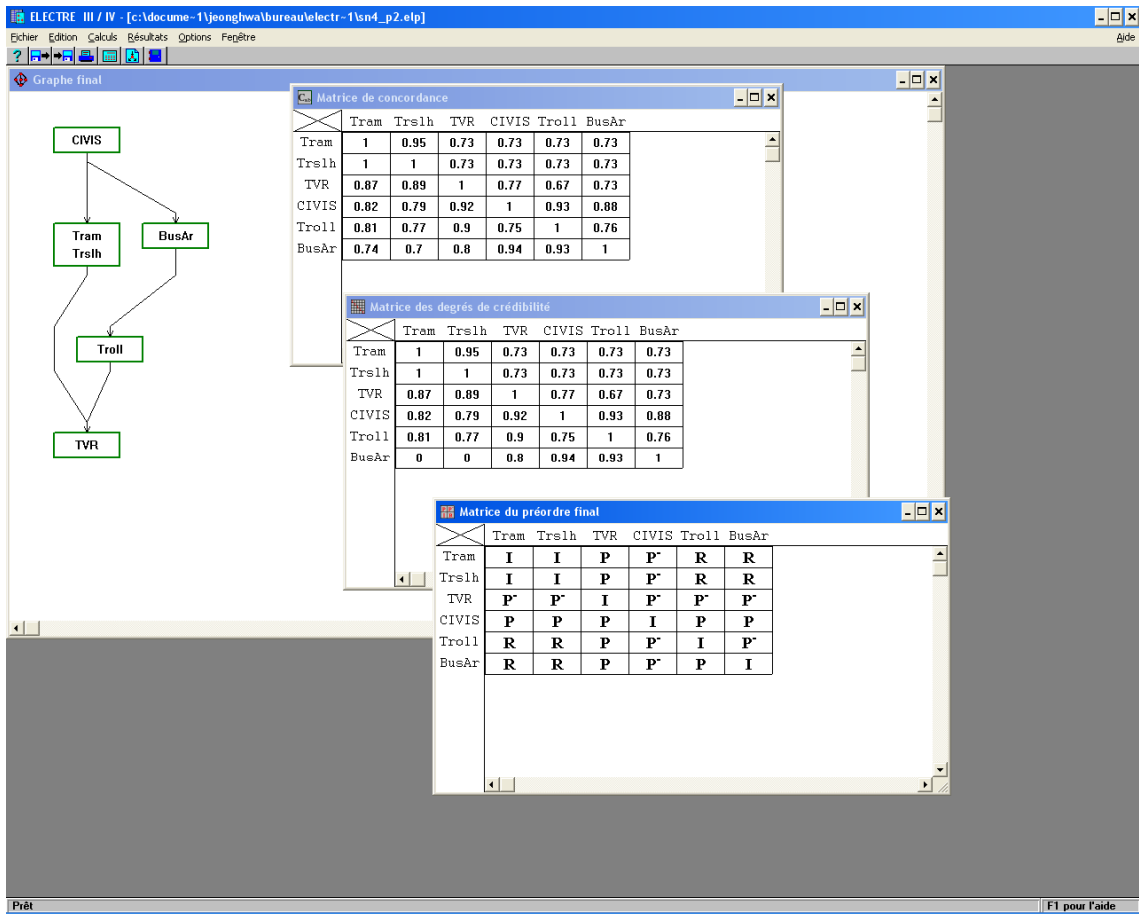 ELECTRE III / IV - [c:\docume~1\jeonghwa\bureau\electr~1\sn4_p2.elp]
Fichier Edition Calculs Résultats Options Fenêtre Aide
?
Graphe final
CIVIS
Tram
Trslh
BusAr
Troll
TVR
Matrice de concordance
Tram Trslh TVR CIVIS Troll BusAr
Tram 1 0.95 0.73 0.73 0.73 0.73
Trslh 1 1 0.73 0.73 0.73 0.73
TVR 0.87 0.89 1 0.77 0.67 0.73
CIVIS 0.82 0.79 0.92 1 0.93 0.88
Troll 0.81 0.77 0.9 0.75 1 0.76
BusAr 0.74 0.7 0.8 0.94 0.93 1
Matrice des degrés de crédibilité
Tram Trslh TVR CIVIS Troll BusAr
Tram 1 0.95 0.73 0.73 0.73 0.73
Trslh 1 1 0.73 0.73 0.73 0.73
TVR 0.87 0.89 1 0.77 0.67 0.73
CIVIS 0.82 0.79 0.92 1 0.93 0.88
Troll 0.81 0.77 0.9 0.75 1 0.76
BusAr 0 0 0.8 0.94 0.93 1
Matrice du préordre final
Tram Trslh TVR CIVIS Troll BusAr
Tram I I P P⁻ R R
Trslh I I P P⁻ R R
TVR P⁻ P⁻ I P⁻ P⁻ P⁻
CIVIS P P P I P P
Troll R R P P⁻ I P⁻
BusAr R R P P⁻ P I
Prêt F1 pour l'aide